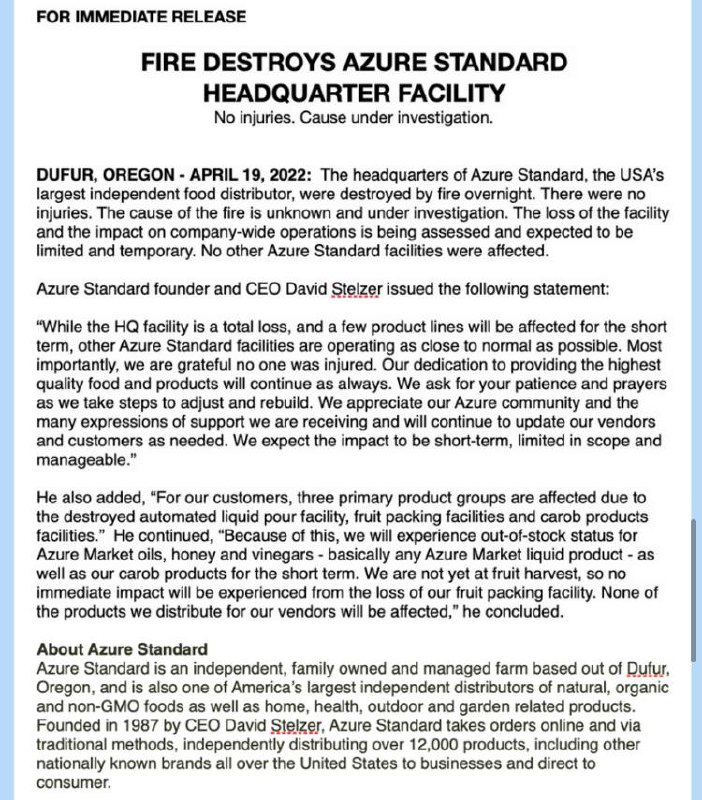 FOR IMMEDIATE RELEASE
FIRE DESTROYS AZURE STANDARD
HEADQUARTER FACILITY
No injuries. Cause under investigation.
DUFUR, OREGON - APRIL 19, 2022: The headquarters of Azure Standard, the USA's
largest independent food distributor, were destroyed by fire overnight. There were no
injuries. The cause of the fire is unknown and under investigation. The loss of the facility
and the impact on company-wide operations is being assessed and expected to be
limited and temporary. No other Azure Standard facilities were affected.
Azure Standard founder and CEO David Stelzer issued the following statement:
“While the HQ facility is a total loss, and a few product lines will be affected for the short
term, other Azure Standard facilities are operating as close to normal as possible. Most
importantly, we are grateful no one was injured. Our dedication to providing the highest
quality food and products will continue as always. We ask for your patience and prayers
as we take steps to adjust and rebuild. We appreciate our Azure community and the
many expressions of support we are receiving and will continue to update our vendors
and customers as needed. We expect the impact to be short-term, limited in scope and
manageable.”
He also added, “For our customers, three primary product groups are affected due to
the destroyed automated liquid pour facility, fruit packing facilities and carob products
facilities.” He continued, “Because of this, we will experience out-of-stock status for
Azure Market oils, honey and vinegars - basically any Azure Market liquid product - as
well as our carob products for the short term. We are not yet at fruit harvest, so no
immediate impact will be experienced from the loss of our fruit packing facility. None of
the products we distribute for our vendors will be affected,” he concluded.
About Azure Standard
Azure Standard is an independent, family owned and managed farm based out of Dufur,
Oregon, and is also one of America's largest independent distributors of natural, organic
and non-GMO foods as well as home, health, outdoor and garden related products.
Founded in 1987 by CEO David Stelzer, Azure Standard takes orders online and via
traditional methods, independently distributing over 12,000 products, including other
nationally known brands all over the United States to businesses and direct to
consumer.